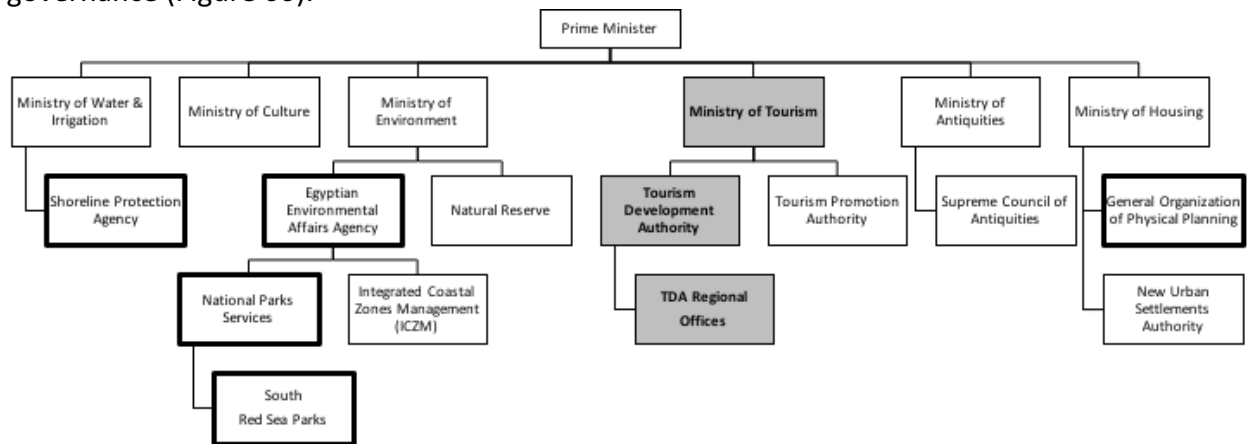 governance (Figure 60).
Prime Minister
Ministry of Water &
Irrigation
Ministry of Culture
Ministry of
Environment
Ministry of Tourism
Ministry of
Antiquities
Ministry of Housing
Shoreline Protection
Agency
Egyptian
Environmental
Affairs Agency
Natural Reserve
Tourism
Development
Authority
Tourism Promotion
Authority
Supreme Council of
Antiquities
General Organization
of Physical Planning
National Parks
Services
Integrated Coastal
Zones Management
(ICZM)
TDA Regional
Offices
New Urban
Settlements
Authority
South
Red Sea Parks